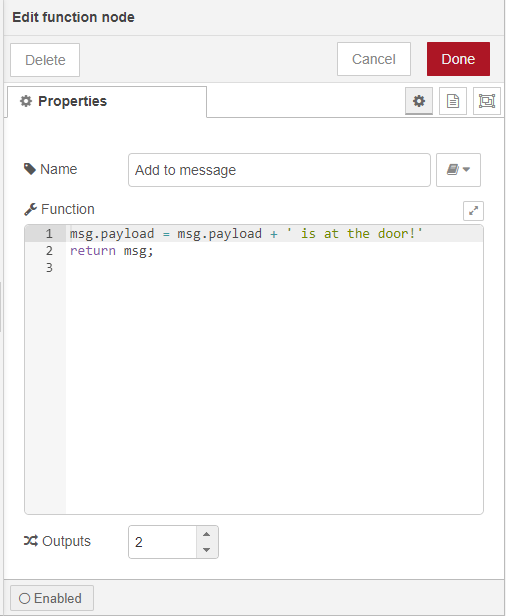 Edit function node
Delete
Cancel
Done
Properties
Name
Add to message
Function
1 msg.payload = msg.payload + ' is at the door!'
2 return msg;
3
Outputs
2
Enabled